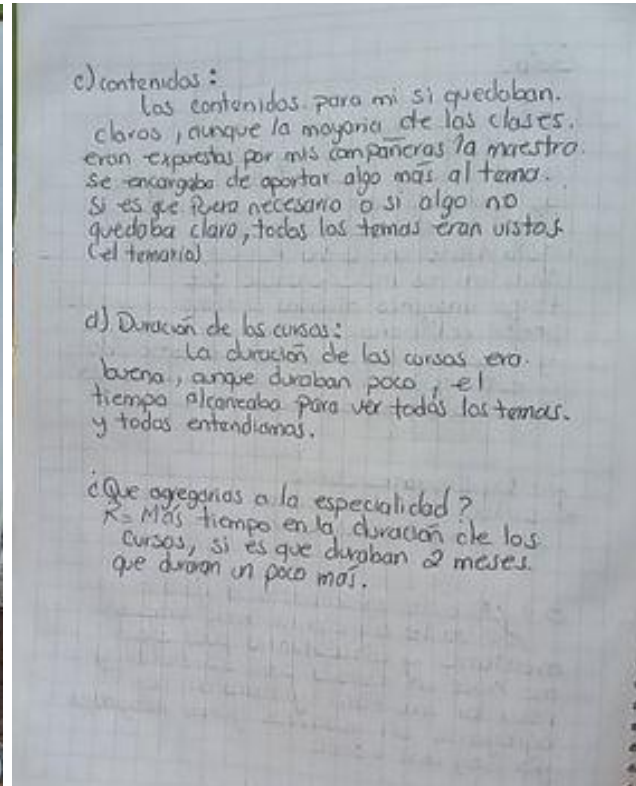 c) contenidos:
Los contenidos para mi si quedaban.
claros, aunque la mayoria de las clases.
eran expuestas por mis compañeras la maestra.
se encargaba de aportar algo más al tema.
Si es que fuera necesario o si algo no
quedaba claro, todos los temas eran vistos
(el temario)
d) Duración de los cursos:
La duración de los cursos era.
buena, aunque duraban poco, el
tiempo alcanzaba para ver todos los temas.
y todas entendiamos.
¿Que agregarias a la especialidad?
R= Más tiempo en la duración de los
cursos, si es que duraban 2 meses.
que duraran un poco más.